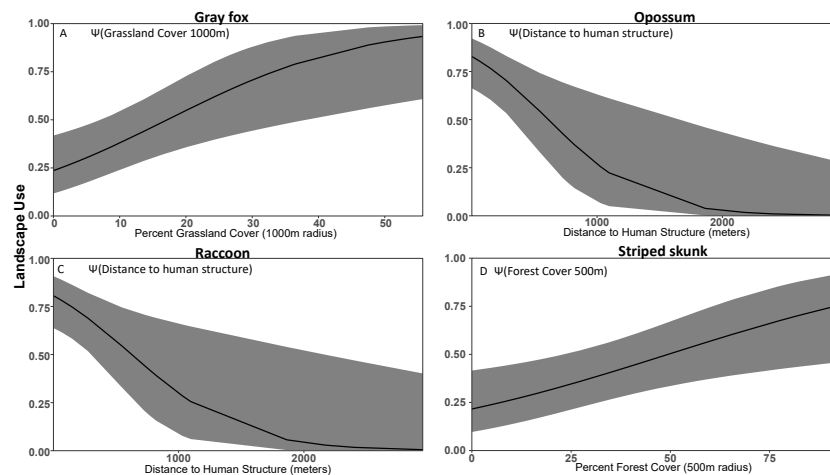 Gray fox
A Ψ(Grassland Cover 1000m)
1.00
0.75
0.50
0.25
0.00
0 10 20 30 40 50
Percent Grassland Cover (1000m radius)
Opossum
B Ψ(Distance to human structure)
1.00
0.75
0.50
0.25
0.00
1000 2000
Distance to Human Structure (meters)
Landscape Use
Raccoon
C Ψ(Distance to human structure)
1.00
0.75
0.50
0.25
0.00
1000 2000
Distance to Human Structure (meters)
Striped skunk
D Ψ(Forest Cover 500m)
1.00
0.75
0.50
0.25
0.00
0 25 50 75
Percent Forest Cover (500m radius)